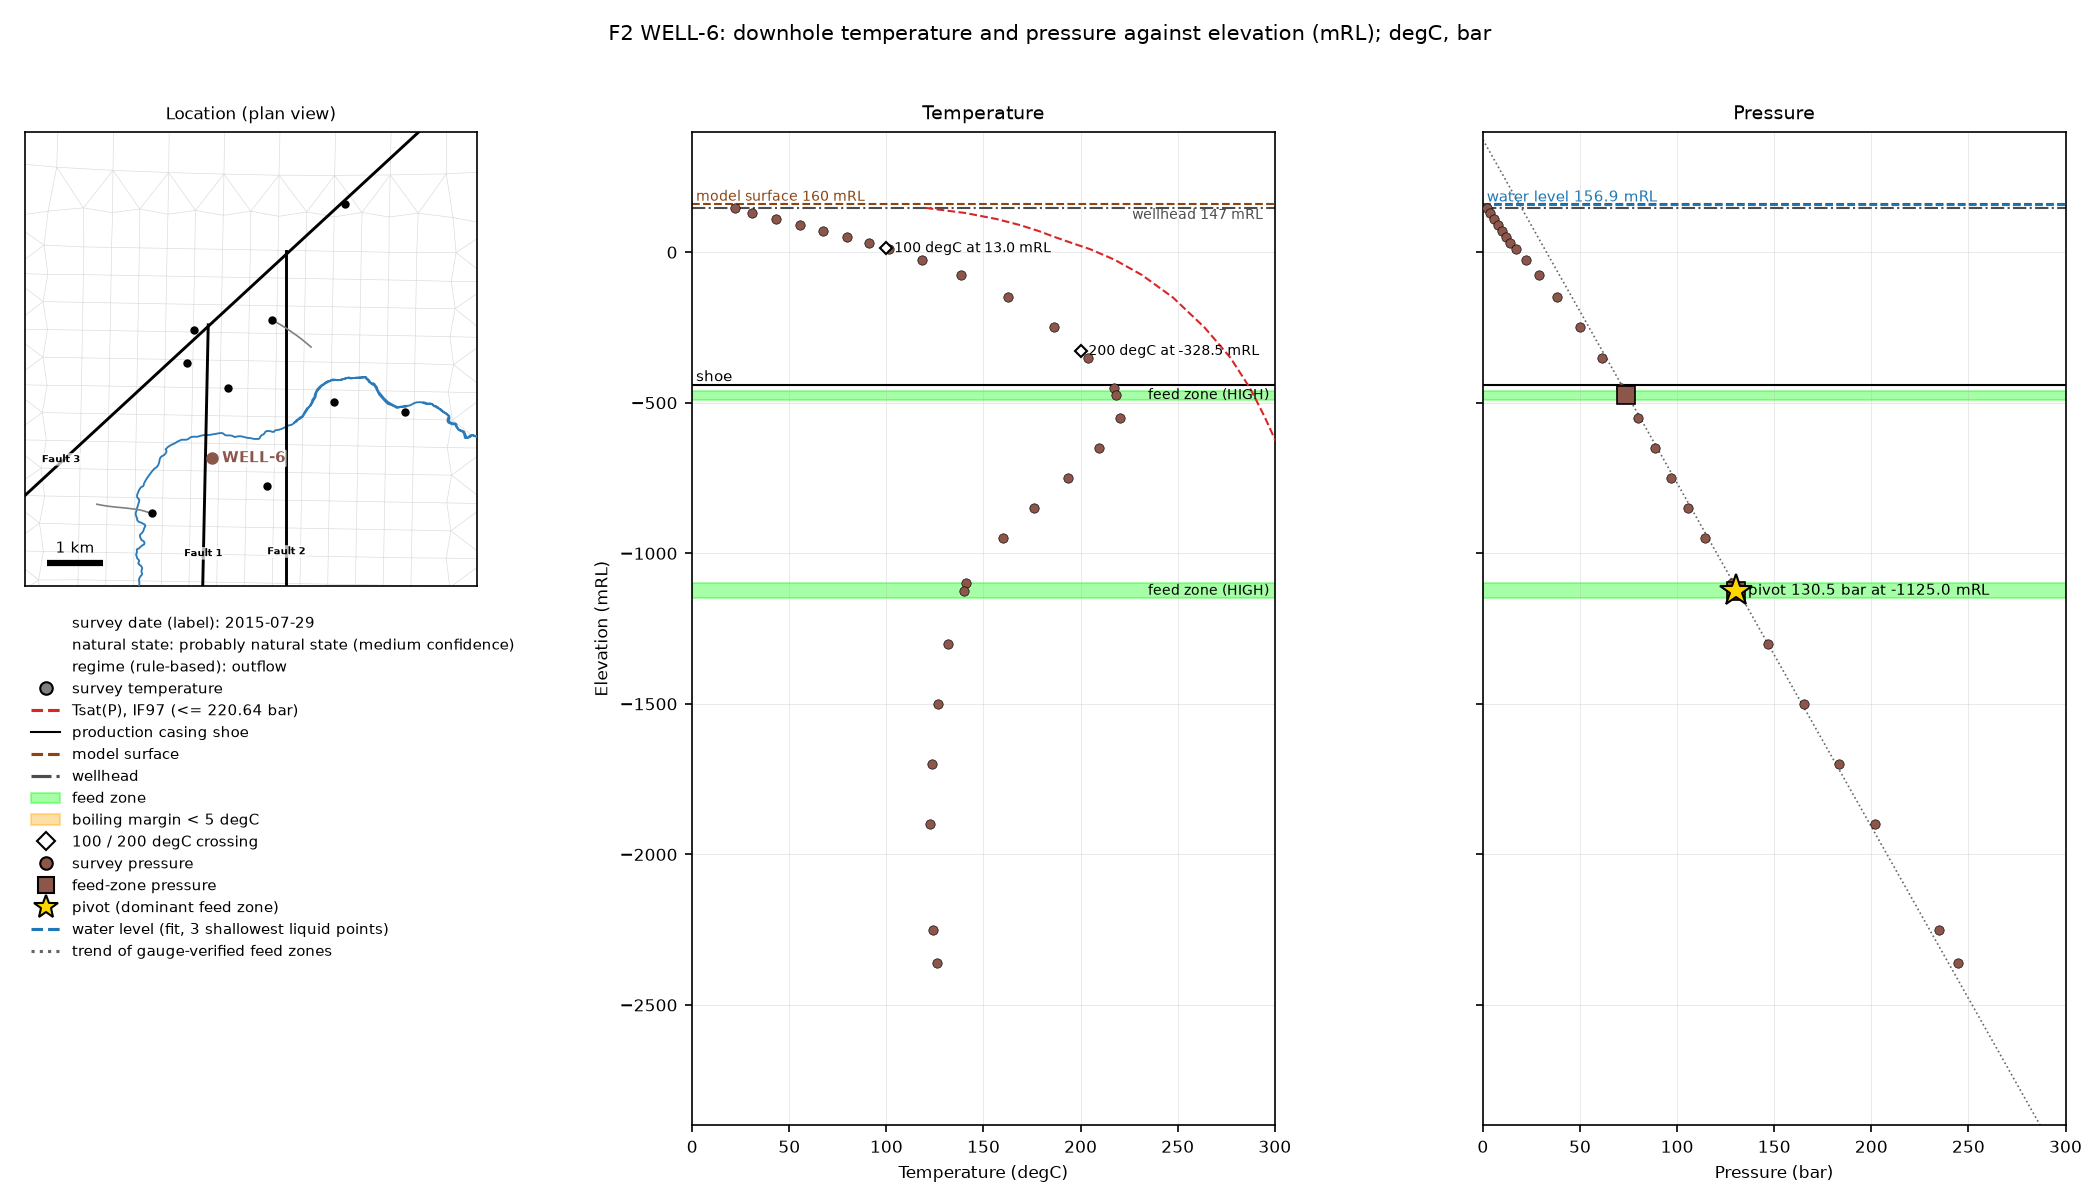 F2 WELL-6: downhole temperature and pressure against elevation (mRL); degC, bar
Location (plan view)
Fault 3
WELL-6
Fault 1
Fault 2
1 km
survey date (label): 2015-07-29
natural state: probably natural state (medium confidence)
regime (rule-based): outflow
survey temperature
Tsat(P), IF97 (<= 220.64 bar)
production casing shoe
model surface
wellhead
feed zone
boiling margin < 5 degC
100 / 200 degC crossing
survey pressure
feed-zone pressure
pivot (dominant feed zone)
water level (fit, 3 shallowest liquid points)
trend of gauge-verified feed zones
Temperature
model surface 160 mRL
wellhead 147 mRL
100 degC at 13.0 mRL
200 degC at -328.5 mRL
shoe
feed zone (HIGH)
feed zone (HIGH)
0
−500
−1000
−1500
−2000
−2500
Elevation (mRL)
0 50 100 150 200 250 300
Temperature (degC)
Pressure
water level 156.9 mRL
pivot 130.5 bar at -1125.0 mRL
0 50 100 150 200 250 300
Pressure (bar)